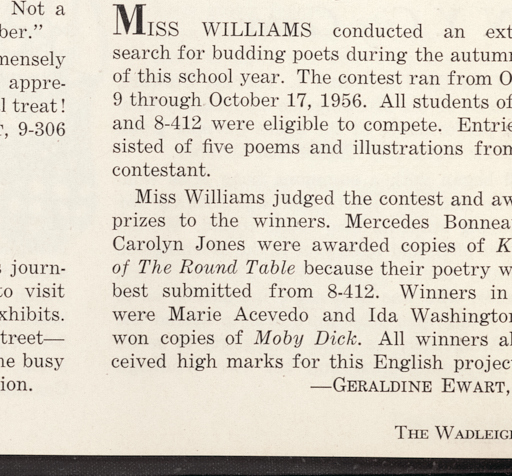 Not a
ber."
mensely
appre-
l treat!
, 9-306
journ-
to visit
xhibits.
treet—
ne busy
ion.
MISS WILLIAMS conducted an ext
search for budding poets during the autumn
of this school year. The contest ran from O
9 through October 17, 1956. All students of
and 8-412 were eligible to compete. Entrie
sisted of five poems and illustrations from
contestant.
Miss Williams judged the contest and aw
prizes to the winners. Mercedes Bonnea
Carolyn Jones were awarded copies of K
of The Round Table because their poetry w
best submitted from 8-412. Winners in
were Marie Acevedo and Ida Washington
won copies of Moby Dick. All winners al
ceived high marks for this English project
—GERALDINE EWART,
THE WADLEIGH